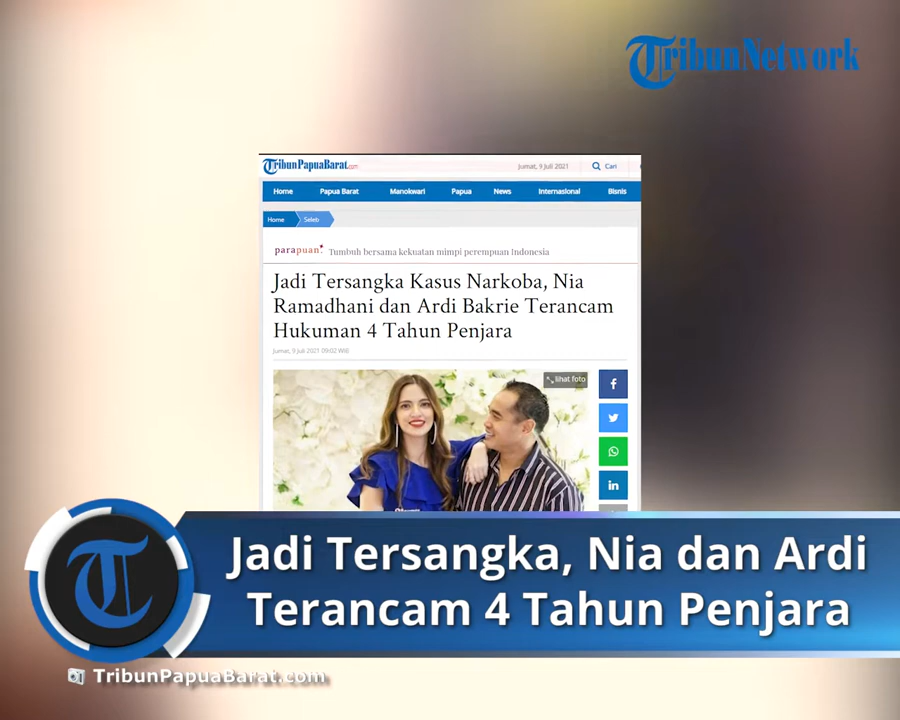 TribunNetwork
TribunPapuaBarat.com
Jumat, 9 Juli 2021
Cari
Home Papua Barat Manokwari Papua News Internasional Bisnis
Home Seleb
parapuan. Tumbuh bersama kekuatan mimpi perempuan Indonesia
Jadi Tersangka Kasus Narkoba, Nia
Ramadhani dan Ardi Bakrie Terancam
Hukuman 4 Tahun Penjara
Jumat, 9 Juli 2021 09:02 WIB
lihat foto
Jadi Tersangka, Nia dan Ardi
Terancam 4 Tahun Penjara
TribunPapuaBarat.com